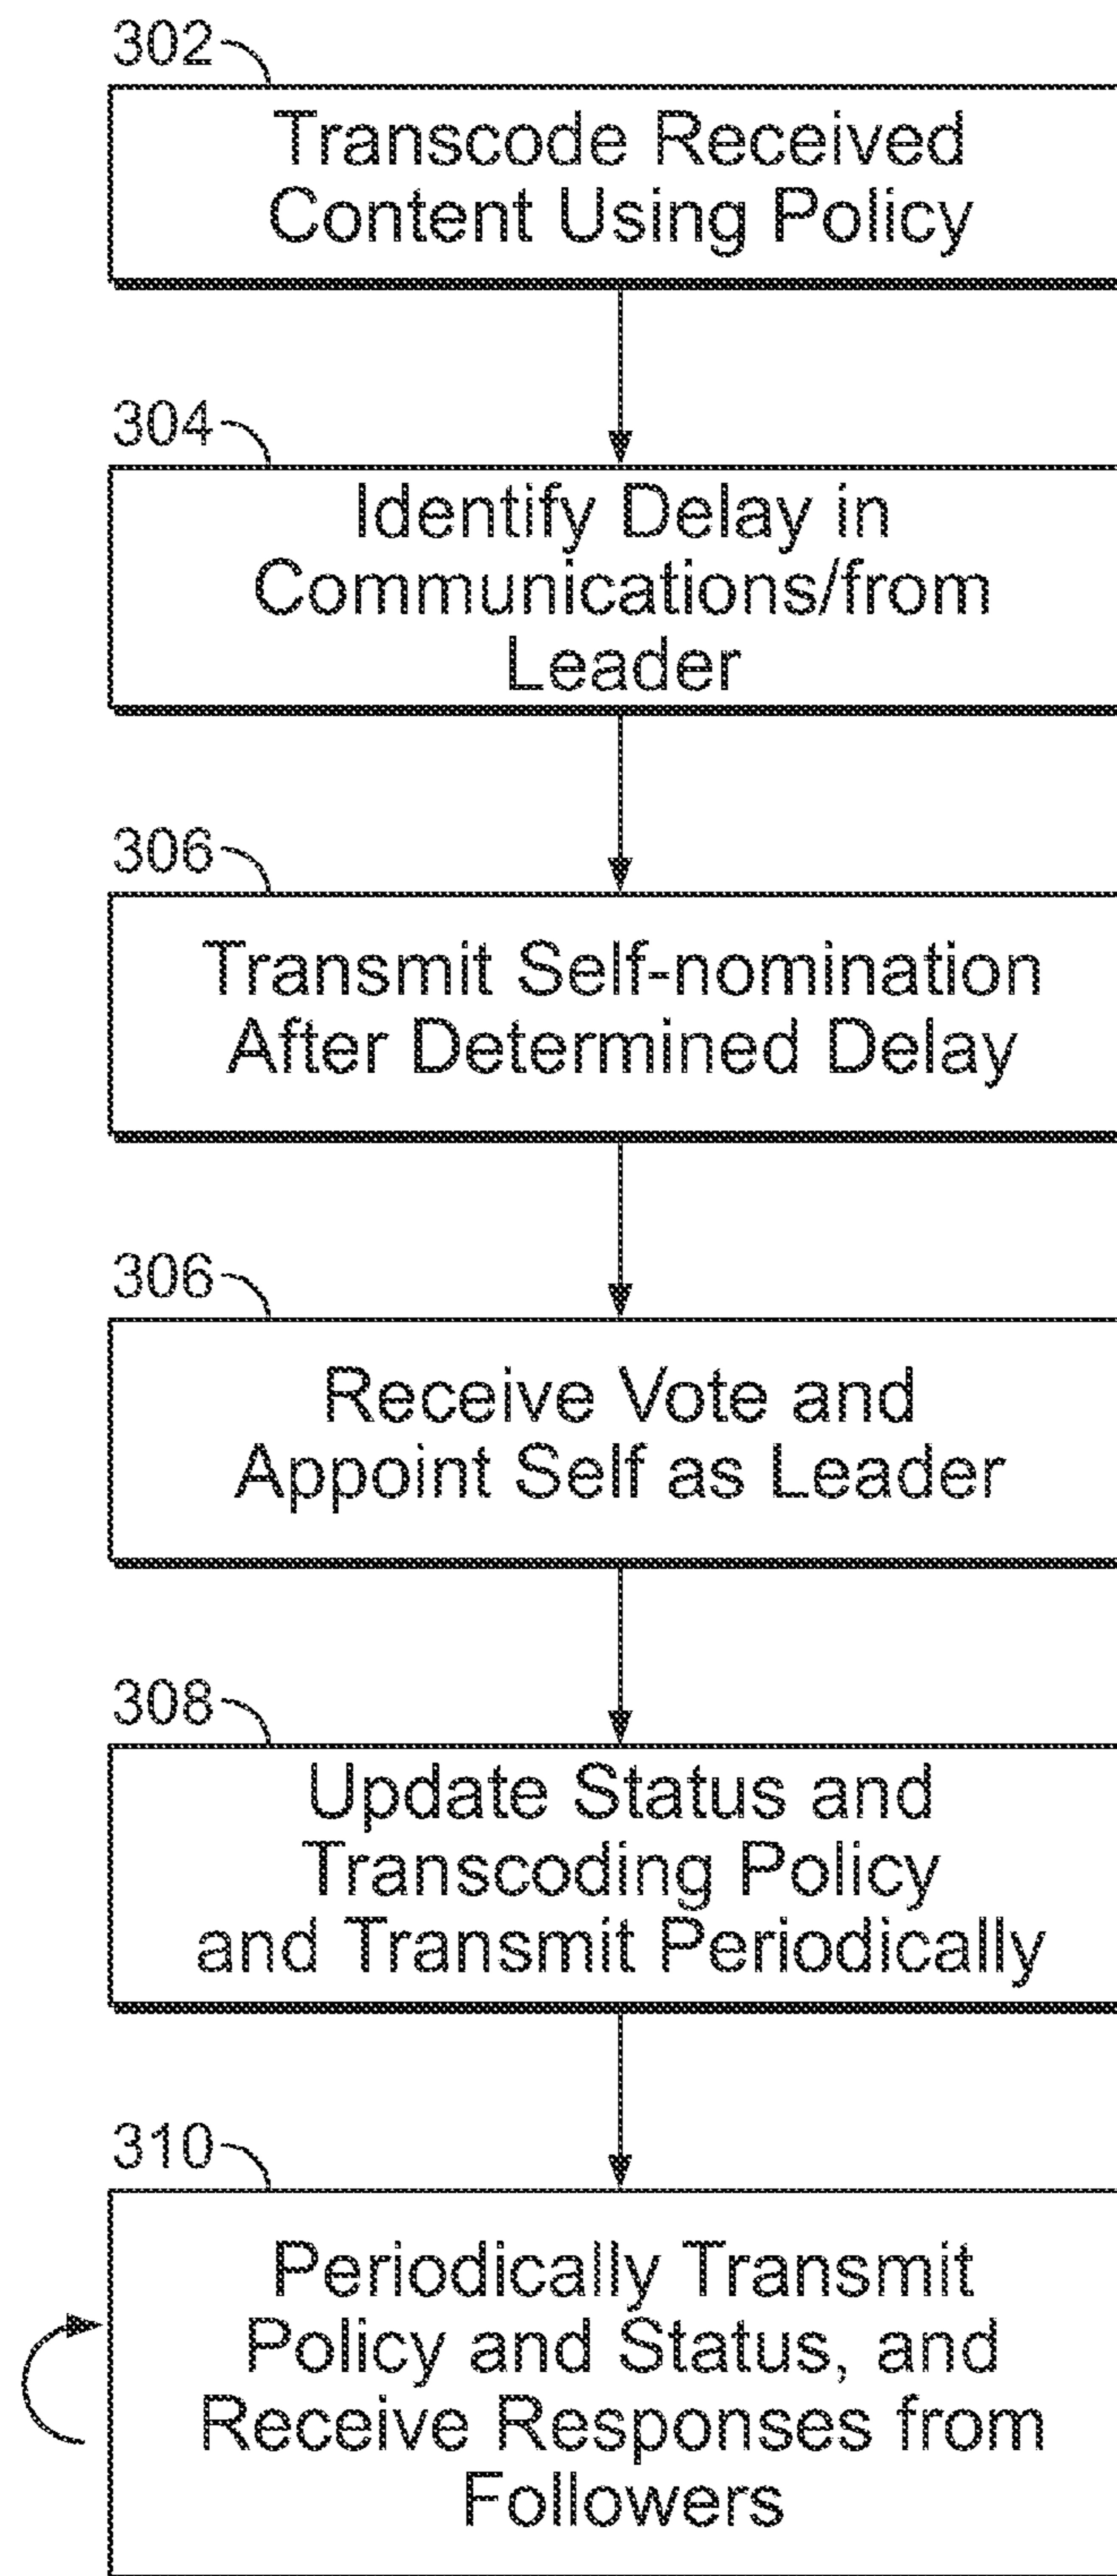 302
Transcode Received
Content Using Policy
304
Identify Delay in
Communications/from
Leader
306
Transmit Self-nomination
After Determined Delay
306
Receive Vote and
Appoint Self as Leader
308
Update Status and
Transcoding Policy
and Transmit Periodically
310
Periodically Transmit
Policy and Status, and
Receive Responses from
Followers